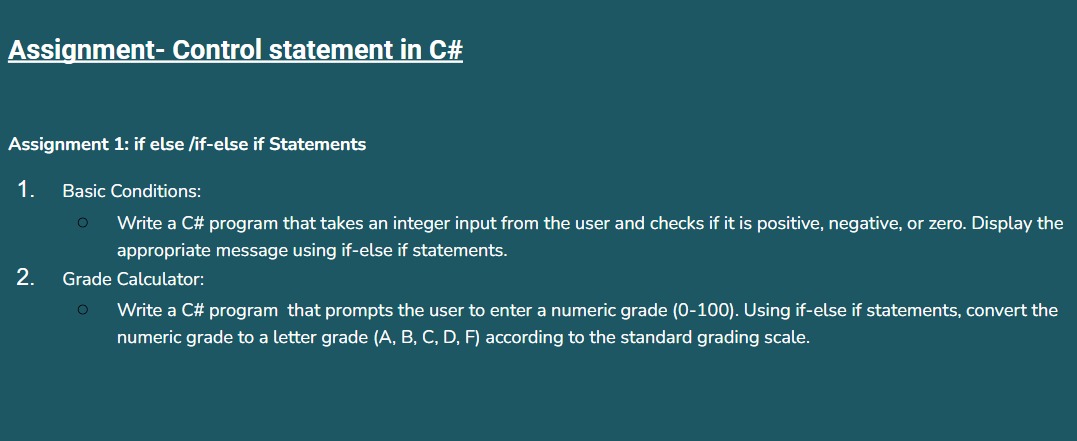 Assignment- Control statement in C#
Assignment 1: if else /if-else if Statements
1. Basic Conditions:
○ Write a C# program that takes an integer input from the user and checks if it is positive, negative, or zero. Display the
appropriate message using if-else if statements.
2. Grade Calculator:
○ Write a C# program  that prompts the user to enter a numeric grade (0-100). Using if-else if statements, convert the
numeric grade to a letter grade (A, B, C, D, F) according to the standard grading scale.